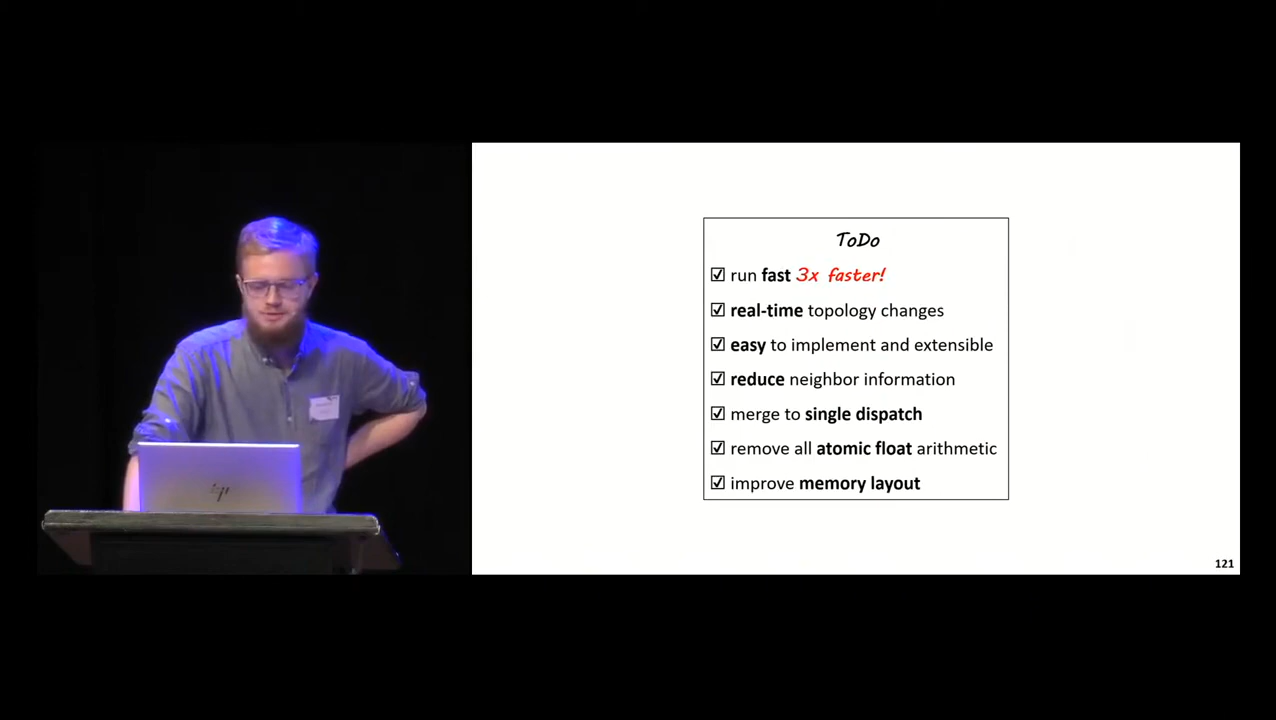 ToDo
☑ run fast 3x faster!
☑ real-time topology changes
☑ easy to implement and extensible
☑ reduce neighbor information
☑ merge to single dispatch
☑ remove all atomic float arithmetic
☑ improve memory layout
121
hp